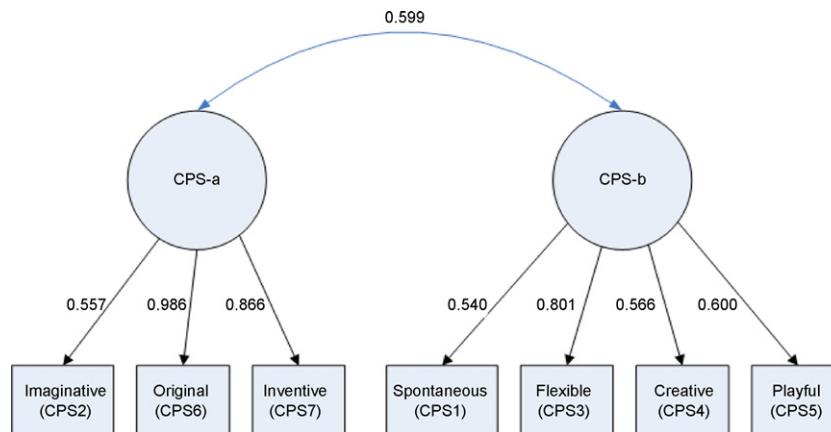 0.599
CPS-a
CPS-b
0.557
0.986
0.866
0.540
0.801
0.566
0.600
Imaginative
(CPS2)
Original
(CPS6)
Inventive
(CPS7)
Spontaneous
(CPS1)
Flexible
(CPS3)
Creative
(CPS4)
Playful
(CPS5)